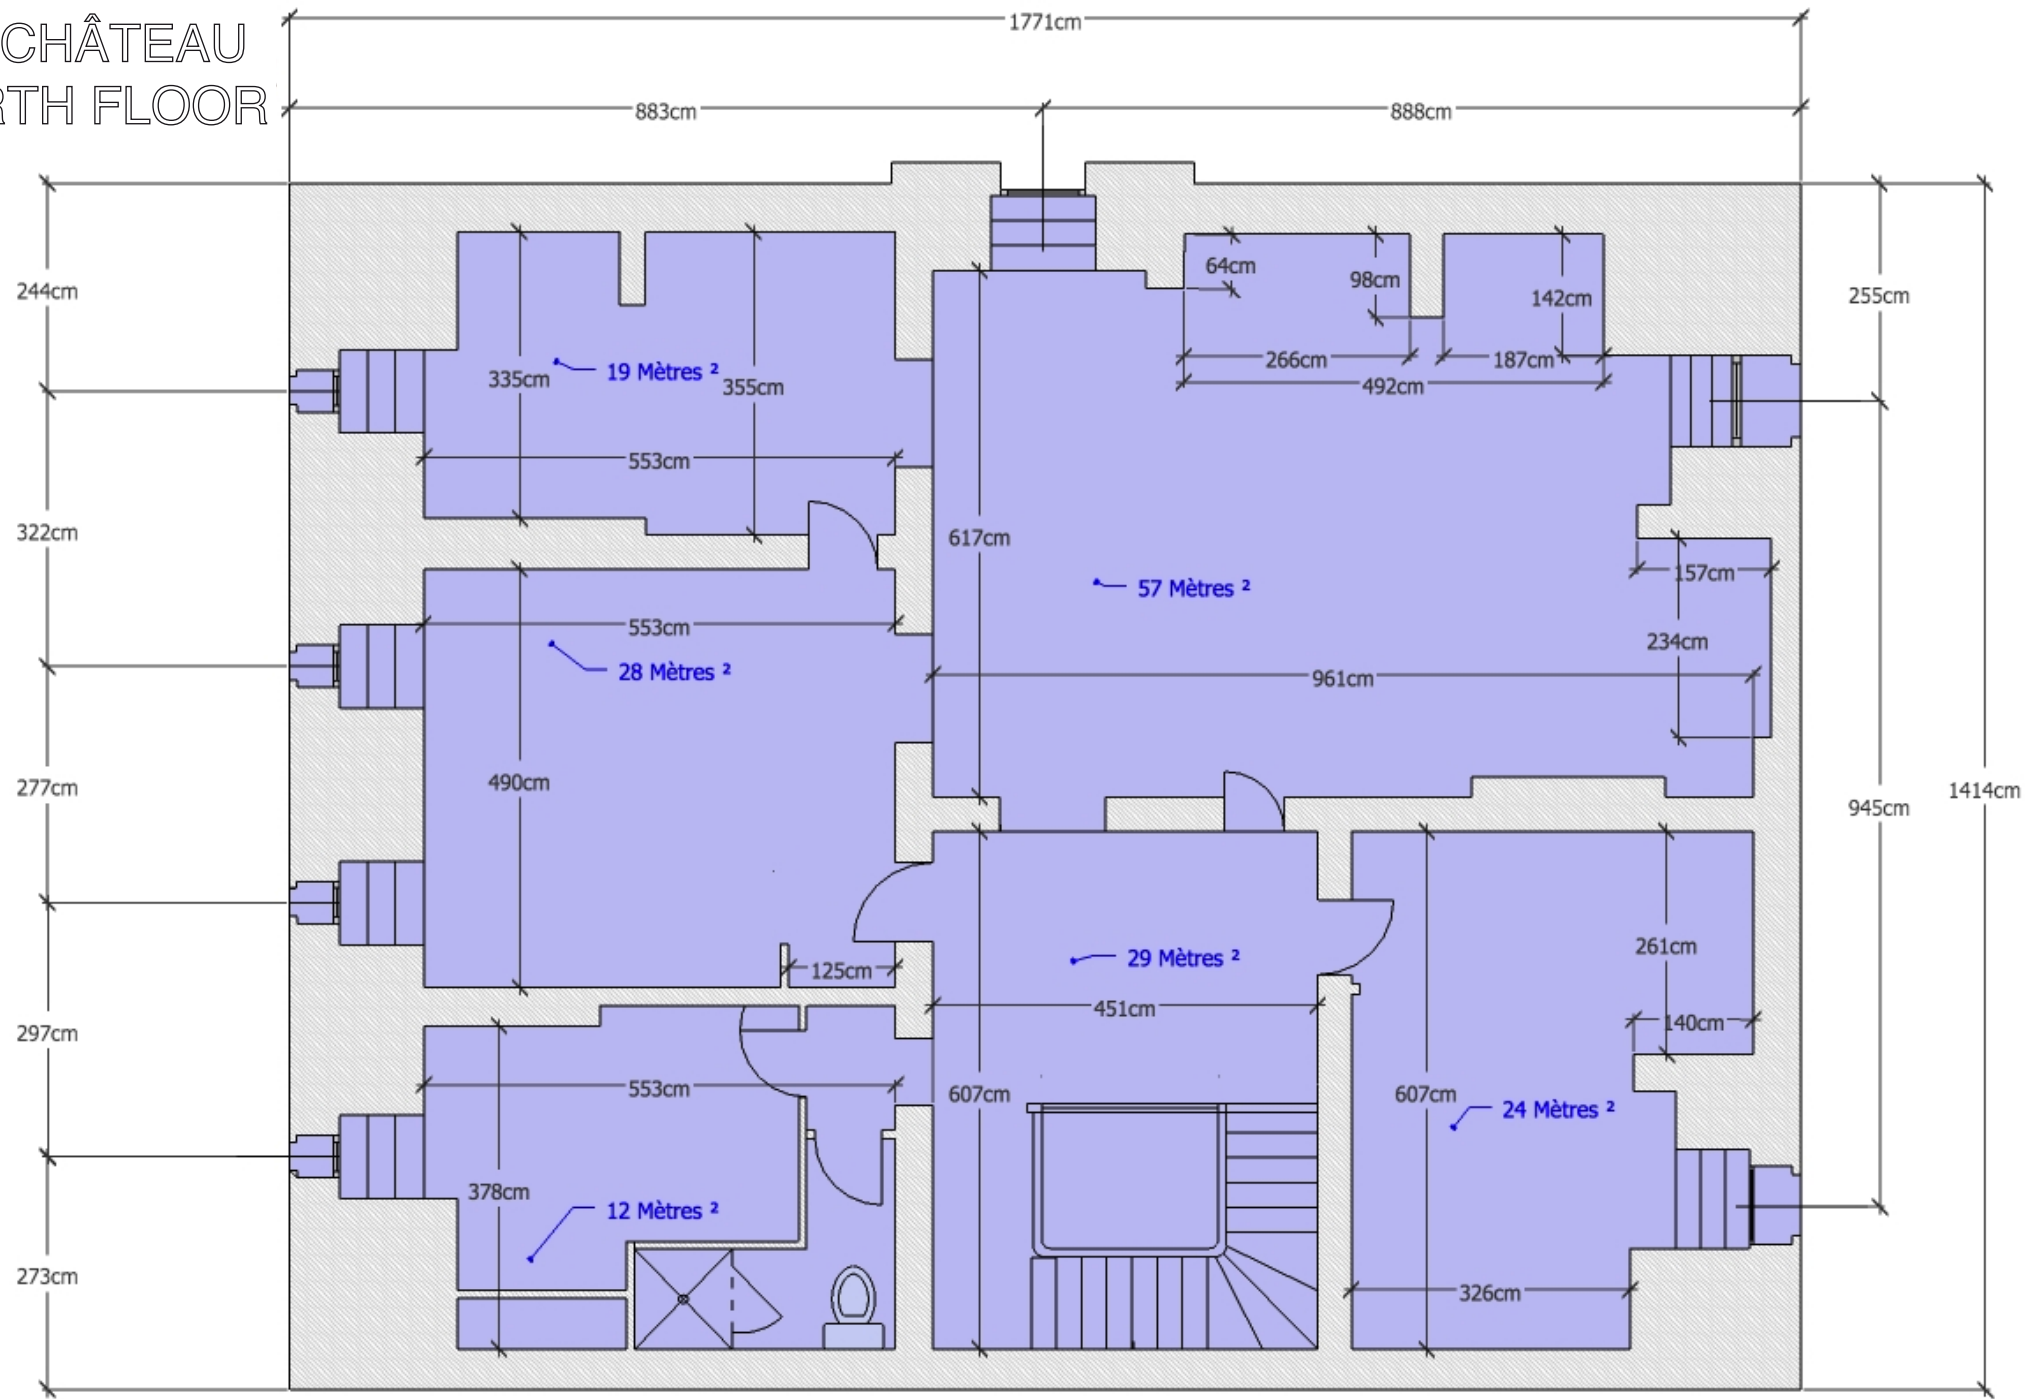 CHÂTEAU
RTH FLOOR
1771cm
883cm
888cm
244cm
64cm
98cm
142cm
255cm
335cm
19 Mètres ²
355cm
266cm
187cm
492cm
553cm
322cm
617cm
157cm
57 Mètres ²
553cm
28 Mètres ²
234cm
961cm
277cm
490cm
945cm
1414cm
125cm
29 Mètres ²
261cm
451cm
140cm
297cm
553cm
607cm
607cm
24 Mètres ²
378cm
12 Mètres ²
273cm
326cm